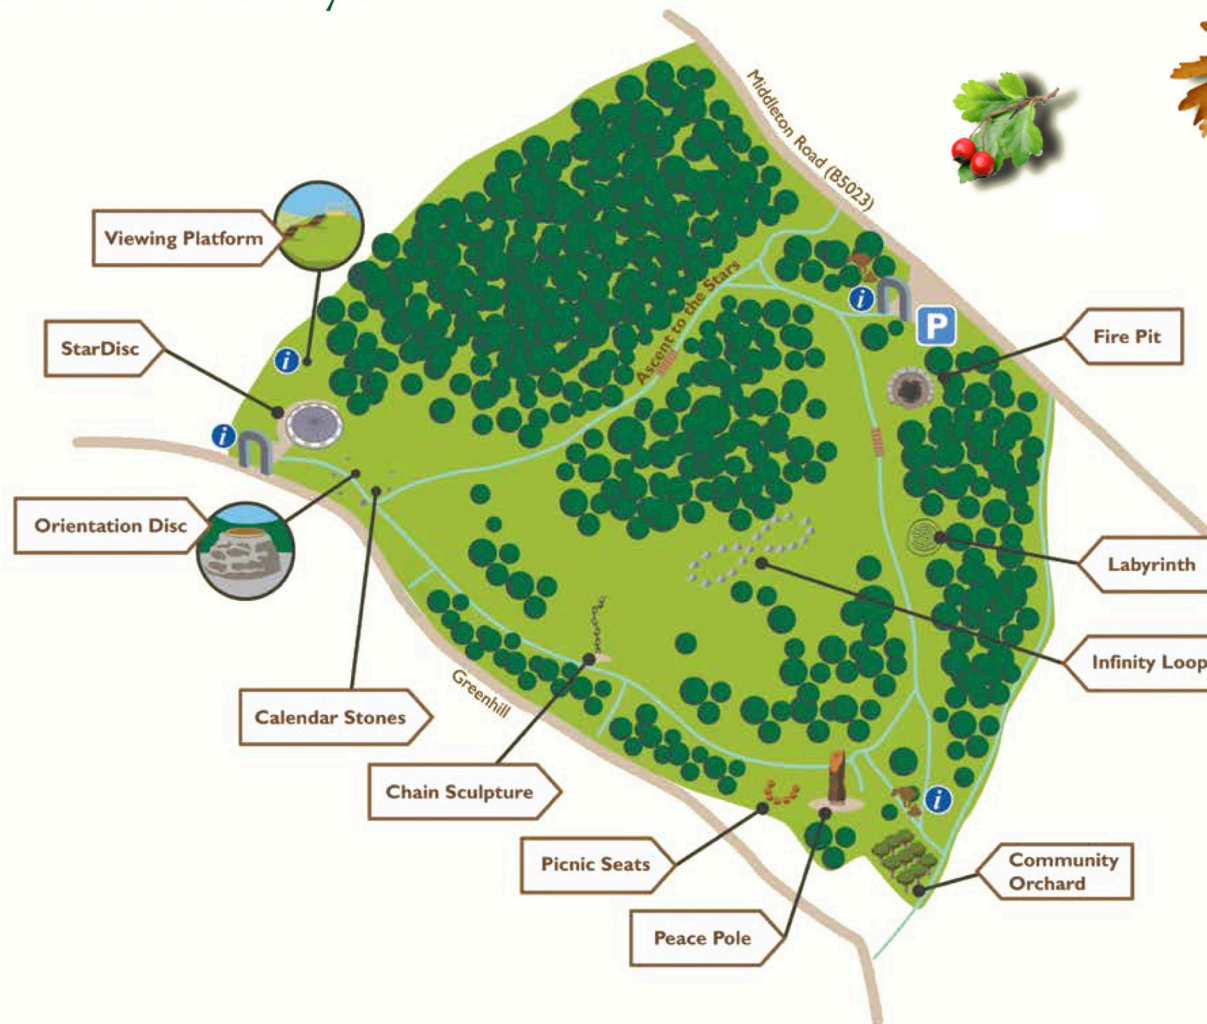 Middleton Road (B5023)
Viewing Platform
Ascent to the Stars
i
P
StarDisc
i
Fire Pit
i
Orientation Disc
Labyrinth
Infinity Loop
Calendar Stones
Greenhill
Chain Sculpture
i
Picnic Seats
Community
Orchard
Peace Pole